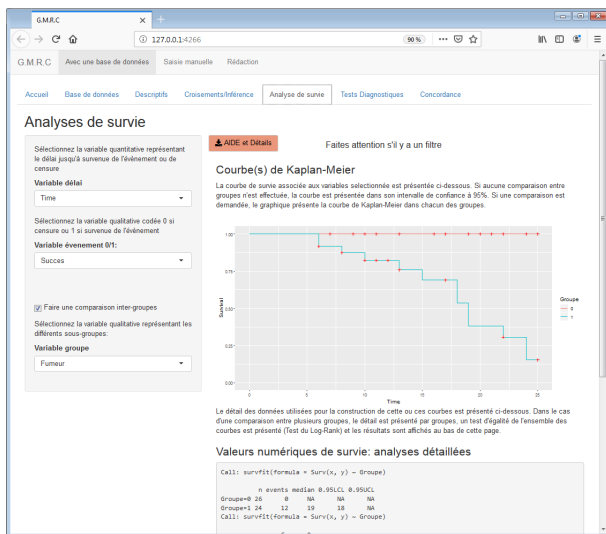 G.M.R.C
127.0.0.1:4266
90 %
G.M.R.C Avec une base de données Saisie manuelle Rédaction
Accueil Base de données Descriptifs Croisements/Inférence Analyse de survie Tests Diagnostiques Concordance
Analyses de survie
Sélectionnez la variable quantitative représentant
le délai jusqu'à survenue de l'événement ou de
censure
Variable délai
Time
Sélectionnez la variable qualitative codée 0 si
censure ou 1 si survenue de l'événement
Variable évenement 0/1:
Succes
Faire une comparaison inter-groupes
Sélectionnez la variable qualitative représentant les
différents sous-groupes:
Variable groupe
Fumeur
AIDE et Détails
Faites attention s'il y a un filtre
Courbe(s) de Kaplan-Meier
La courbe de survie associée aux variables selectionnée est présentée ci-dessous. Si aucune comparaison entre
groupes n'est effectuée, la courbe est présentée dans son intervalle de confiance à 95%. Si une comparaison est
demandée, le graphique présente la courbe de Kaplan-Meier dans chacun des groupes.
1.00
0.75
0.50
0.25
0.00
Survival
0 5 10 15 20 25
Time
Groupe
0
1
Le détail des données utilisées pour la construction de cette ou ces courbes est présenté ci-dessous. Dans le cas
d'une comparaison entre plusieurs groupes, le détail est présenté par groupes, un test d'égalité de l'ensemble des
courbes est présenté (Test du Log-Rank) et les résultats sont affichés au bas de cette page.
Valeurs numériques de survie: analyses détaillées
Call: survfit(formula = Surv(x, y) ~ Groupe)
n events median 0.95LCL 0.95UCL
Groupe=0 26 0 NA NA NA
Groupe=1 24 12 19 18 NA
Call: survfit(formula = Surv(x, y) ~ Groupe)